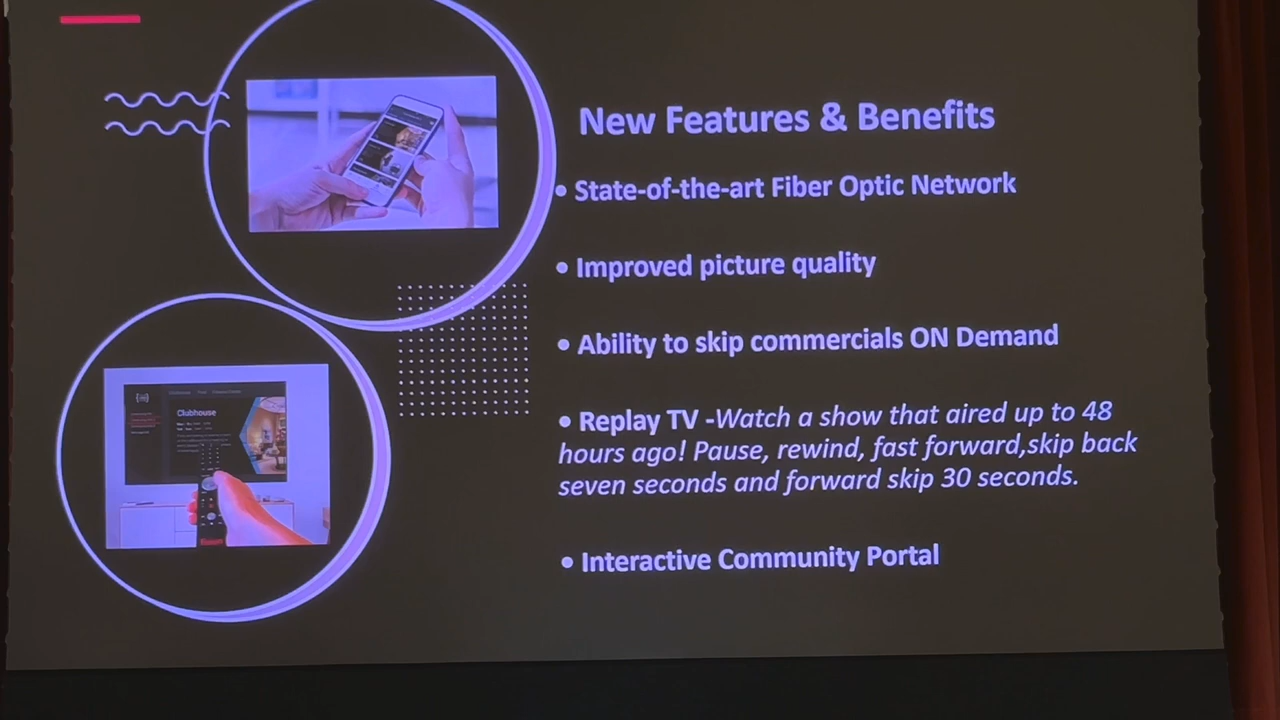 New Features & Benefits
• State-of-the-art Fiber Optic Network
• Improved picture quality
• Ability to skip commercials ON Demand
• Replay TV -Watch a show that aired up to 48
hours ago! Pause, rewind, fast forward,skip back
seven seconds and forward skip 30 seconds.
• Interactive Community Portal
Clubhouse